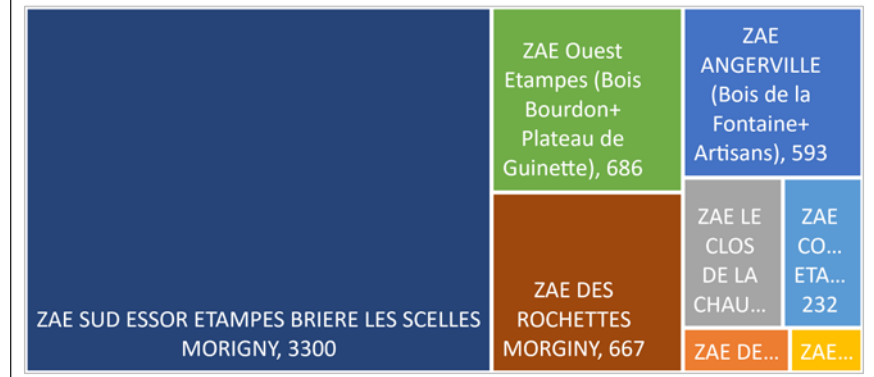 ZAE SUD ESSOR ETAMPES BRIERE LES SCELLES
MORIGNY, 3300
ZAE Ouest
Etampes (Bois
Bourdon+
Plateau de
Guinette), 686
ZAE DES
ROCHETTES
MORGINY, 667
ZAE
ANGERVILLE
(Bois de la
Fontaine+
Artisans), 593
ZAE LE
CLOS
DE LA
CHAU...
ZAE
CO...
ETA...
232
ZAE DE...
ZAE...